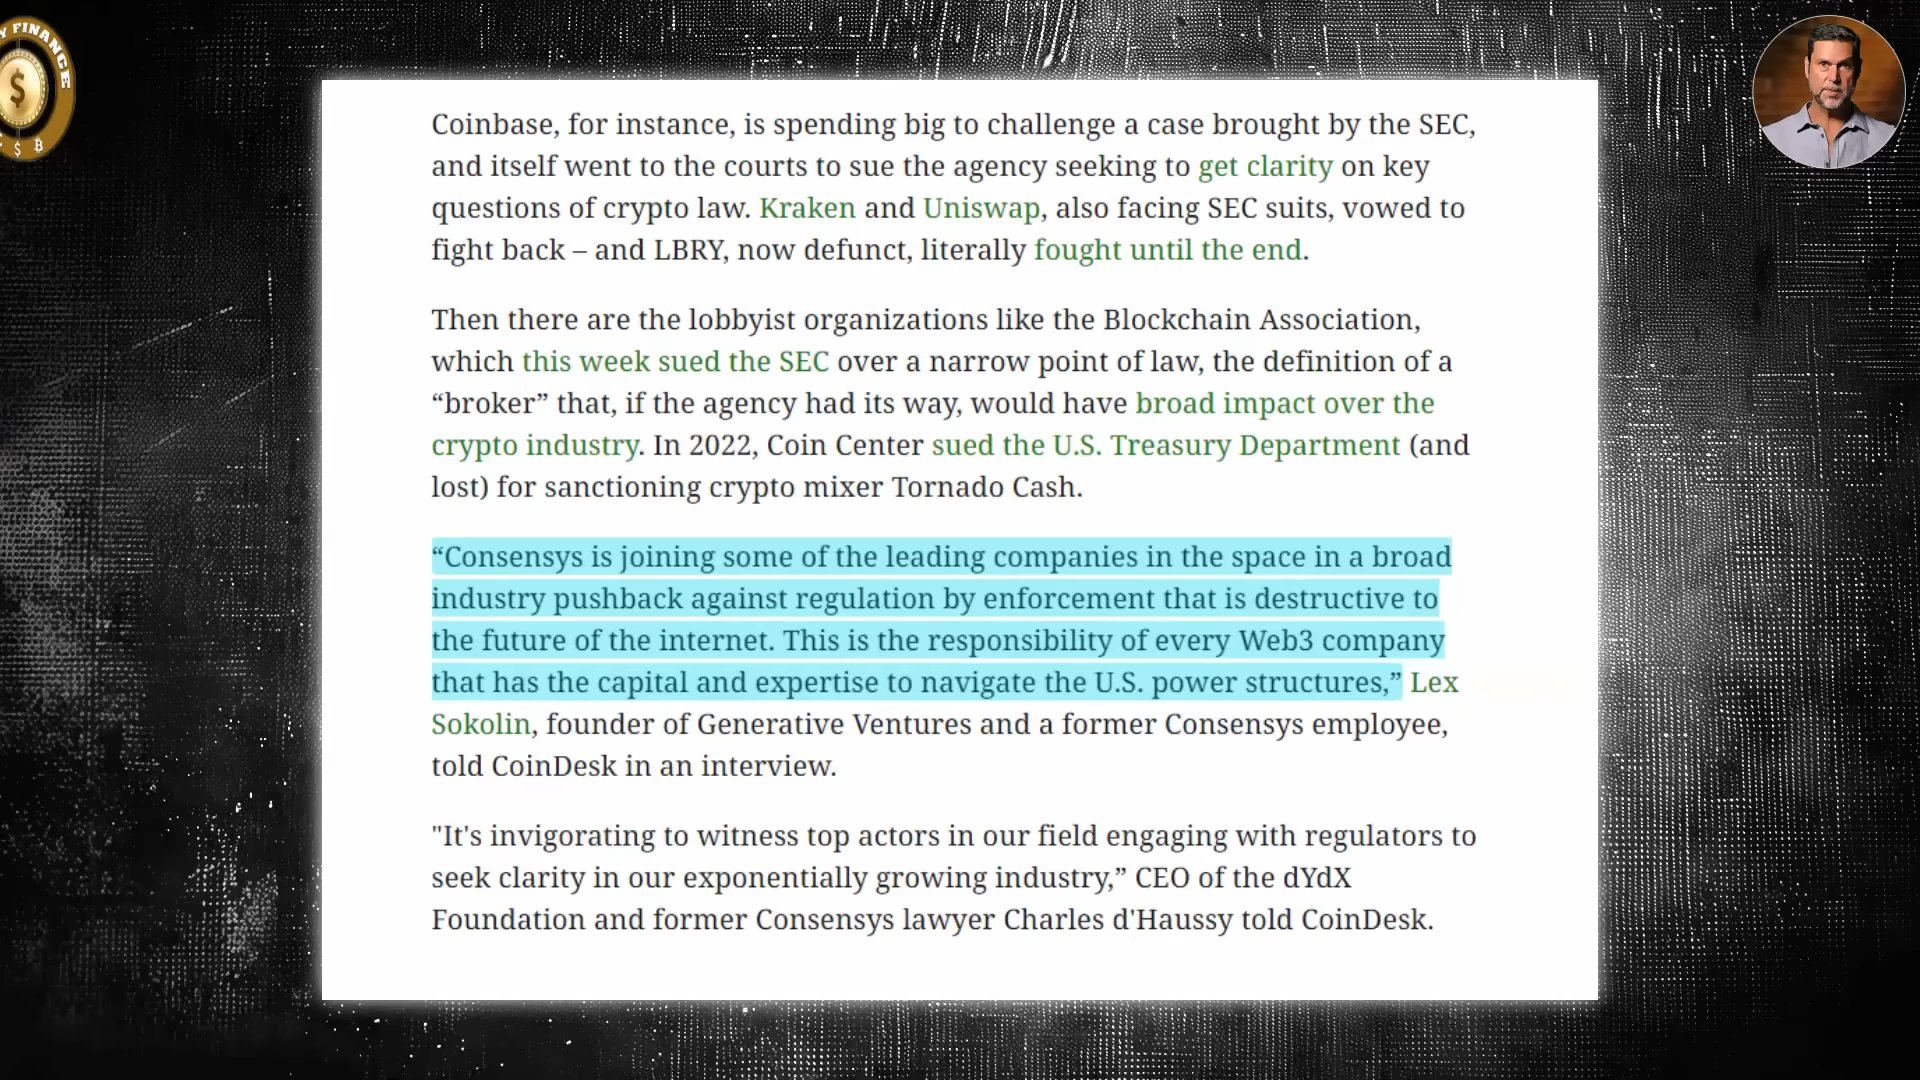 Y FINANCE
$
$ ₿
Coinbase, for instance, is spending big to challenge a case brought by the SEC,
and itself went to the courts to sue the agency seeking to get clarity on key
questions of crypto law. Kraken and Uniswap, also facing SEC suits, vowed to
fight back – and LBRY, now defunct, literally fought until the end.
Then there are the lobbyist organizations like the Blockchain Association,
which this week sued the SEC over a narrow point of law, the definition of a
“broker” that, if the agency had its way, would have broad impact over the
crypto industry. In 2022, Coin Center sued the U.S. Treasury Department (and
lost) for sanctioning crypto mixer Tornado Cash.
“Consensys is joining some of the leading companies in the space in a broad
industry pushback against regulation by enforcement that is destructive to
the future of the internet. This is the responsibility of every Web3 company
that has the capital and expertise to navigate the U.S. power structures,” Lex
Sokolin, founder of Generative Ventures and a former Consensys employee,
told CoinDesk in an interview.
"It's invigorating to witness top actors in our field engaging with regulators to
seek clarity in our exponentially growing industry,” CEO of the dYdX
Foundation and former Consensys lawyer Charles d'Haussy told CoinDesk.